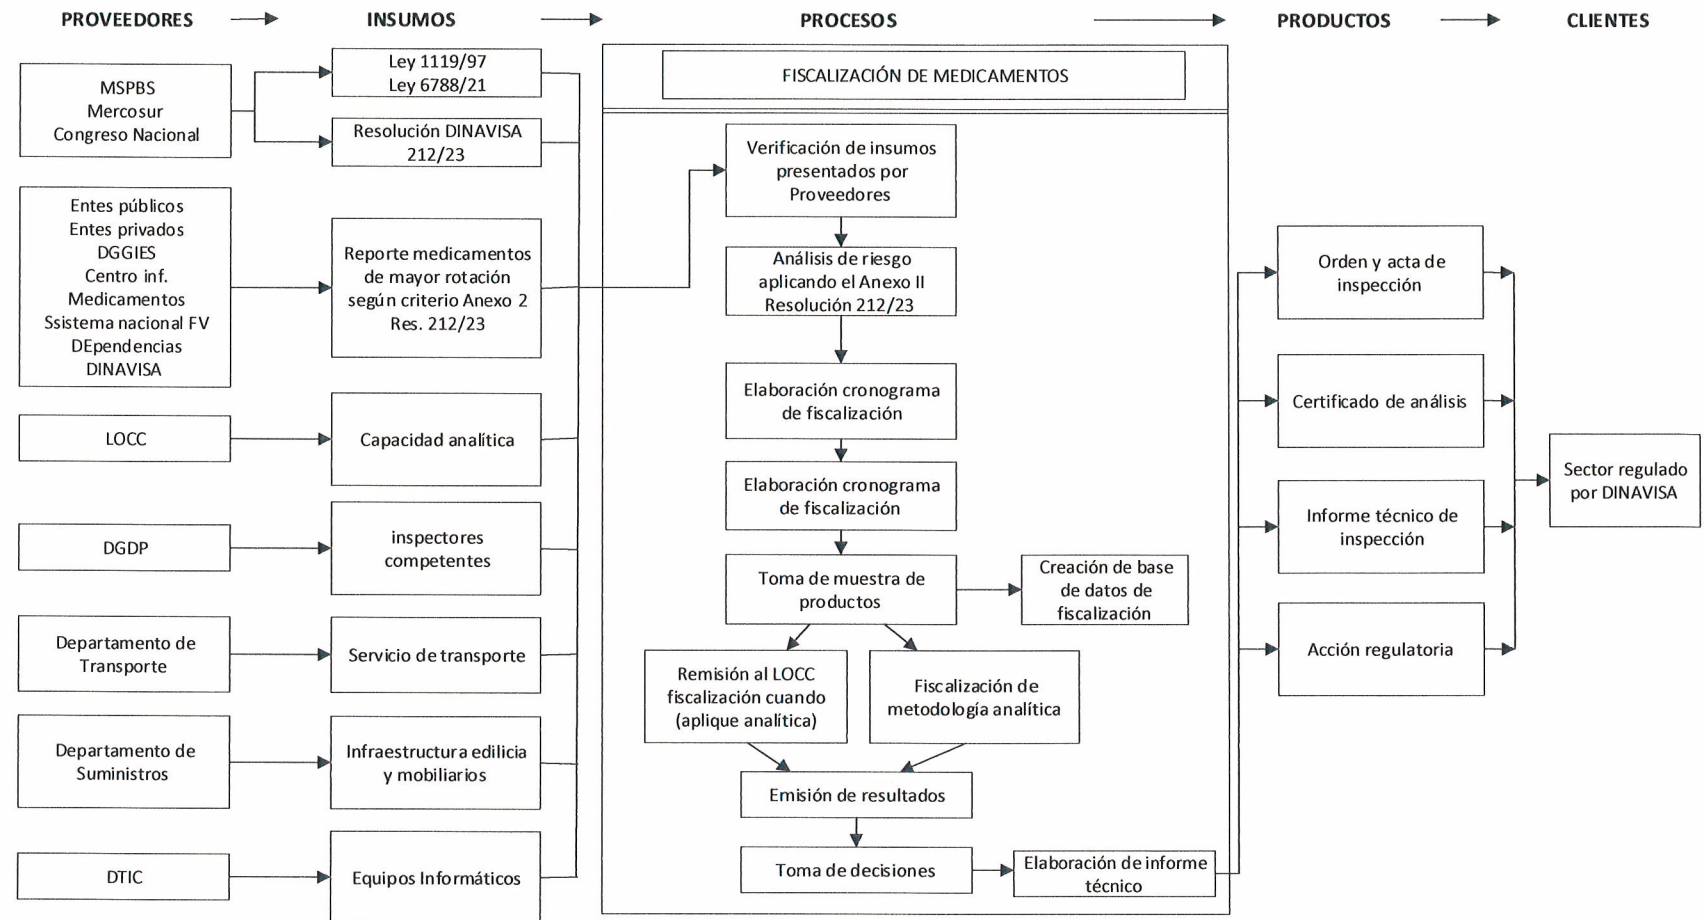 PROVEEDORES
INSUMOS
PROCESOS
PRODUCTOS
CLIENTES
MSPBS
Mercosur
Congreso Nacional
Entes públicos
Entes privados
DGGIES
Centro inf.
Medicamentos
Ssistema nacional FV
DEpendencias
DINAVISA
LOCC
DGDP
Departamento de
Transporte
Departamento de
Suministros
DTIC
Ley 1119/97
Ley 6788/21
Resolución DINAVISA
212/23
Reporte medicamentos
de mayor rotación
según criterio Anexo 2
Res. 212/23
Capacidad analítica
inspectores
competentes
Servicio de transporte
Infraestructura edilicia
y mobiliarios
Equipos Informáticos
FISCALIZACIÓN DE MEDICAMENTOS
Verificación de insumos
presentados por
Proveedores
Análisis de riesgo
aplicando el Anexo II
Resolución 212/23
Elaboración cronograma
de fiscalización
Elaboración cronograma
de fiscalización
Toma de muestra de
productos
Creación de base
de datos de
fiscalización
Remisión al LOCC
fiscalización cuando
(aplique analítica)
Fiscalización de
metodología analítica
Emisión de resultados
Toma de decisiones
Elaboración de informe
técnico
Orden y acta de
inspección
Certificado de análisis
Informe técnico de
inspección
Acción regulatoria
Sector regulado
por DINAVISA